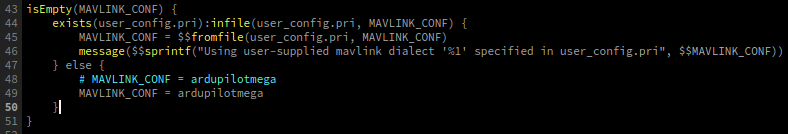 43 isEmpty(MAVLINK_CONF) {
44     exists(user_config.pri):infile(user_config.pri, MAVLINK_CONF) {
45         MAVLINK_CONF = $$fromfile(user_config.pri, MAVLINK_CONF)
46         message($$sprintf("Using user-supplied mavlink dialect '%1' specified in user_config.pri", $$MAVLINK_CONF))
47     } else {
48         # MAVLINK_CONF = ardupilotmega
49         MAVLINK_CONF = ardupilotmega
50     }
51 }